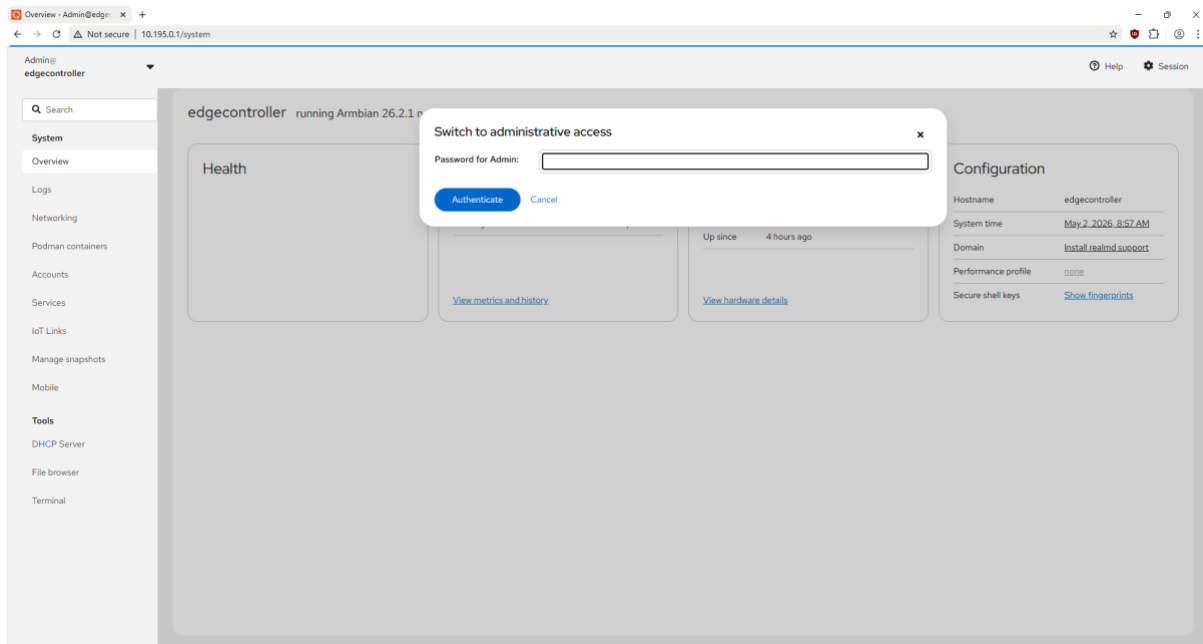 Overview - Admin@edge
Not secure | 10.195.0.1/system
Admin@
edgecontroller
Help
Session
Search
System
Overview
Logs
Networking
Podman containers
Accounts
Services
IoT Links
Manage snapshots
Mobile
Tools
DHCP Server
File browser
Terminal
edgecontroller running Armbian 26.2.1
Switch to administrative access
Password for Admin:
Authenticate
Cancel
Health
View metrics and history
Up since 4 hours ago
View hardware details
Configuration
Hostname edgecontroller
System time May 2, 2026, 8:57 AM
Domain Install realmd support
Performance profile none
Secure shell keys Show fingerprints